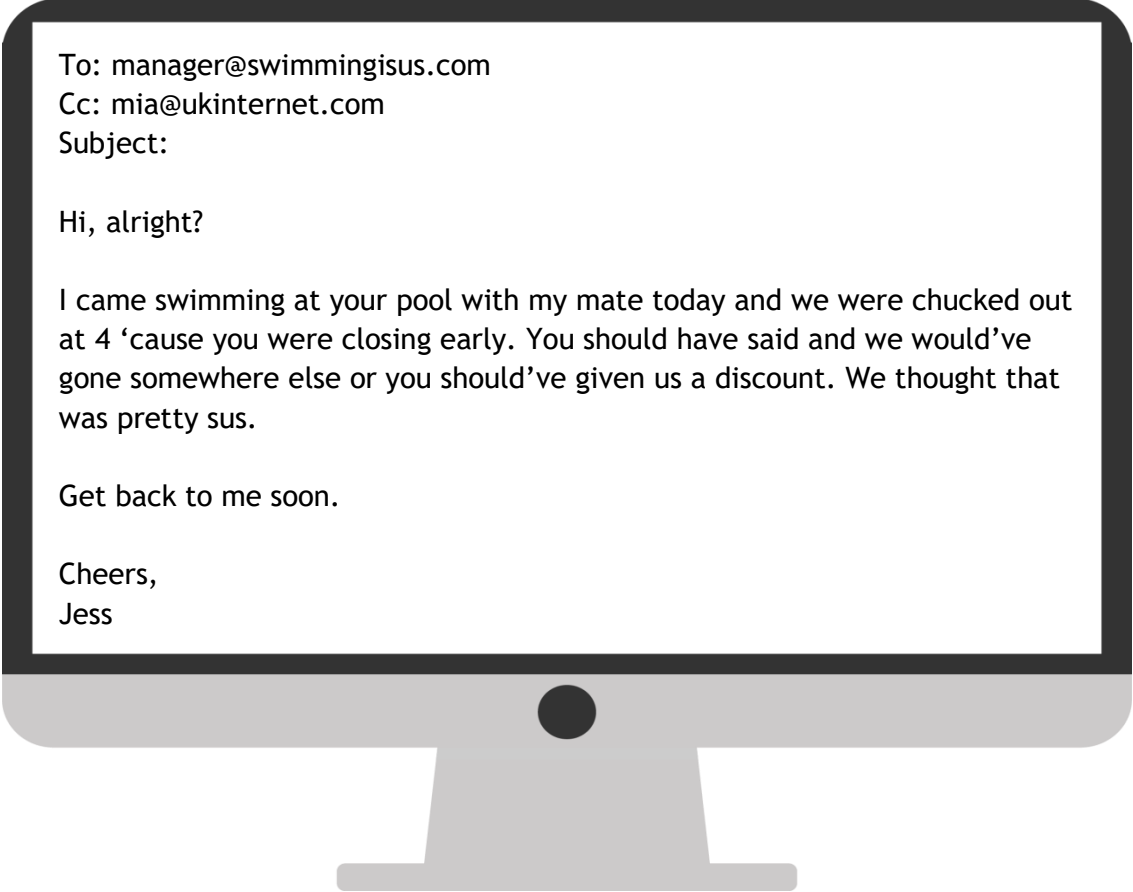 To: manager@swimmingisus.com
Cc: mia@ukinternet.com
Subject:
Hi, alright?
I came swimming at your pool with my mate today and we were chucked out
at 4 ‘cause you were closing early. You should have said and we would’ve
gone somewhere else or you should’ve given us a discount. We thought that
was pretty sus.
Get back to me soon.
Cheers,
Jess